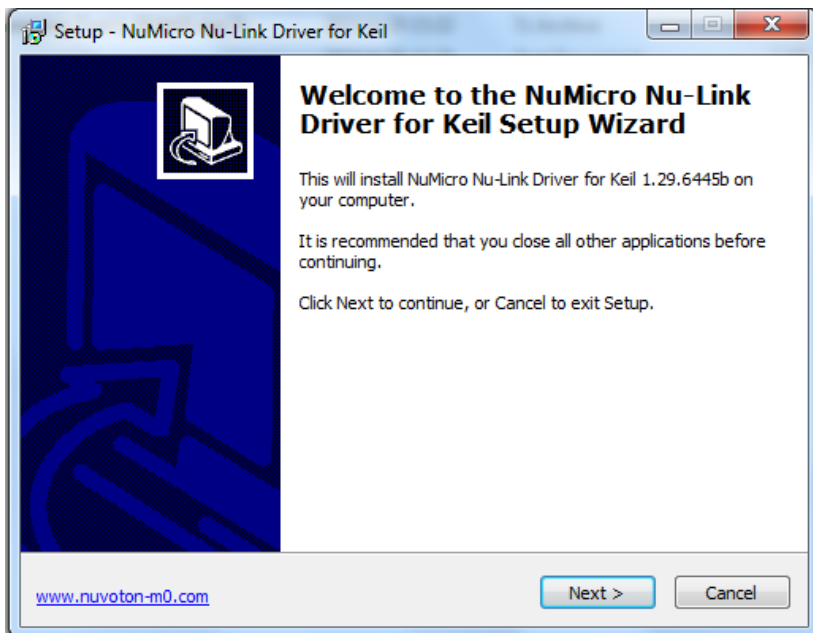 Setup - NuMicro Nu-Link Driver for Keil
Welcome to the NuMicro Nu-Link
Driver for Keil Setup Wizard
This will install NuMicro Nu-Link Driver for Keil 1.29.6445b on
your computer.
It is recommended that you close all other applications before
continuing.
Click Next to continue, or Cancel to exit Setup.
www.nuvoton-m0.com
Next >
Cancel